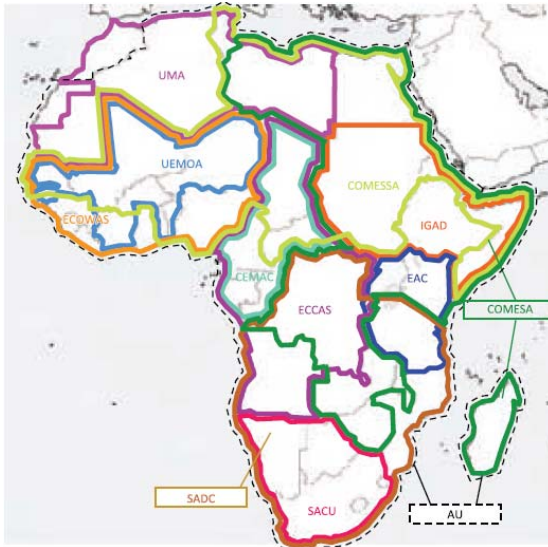 UMA
UEMOA
COMESSA
ECOWAS
IGAD
CEMAC
EAC
ECCAS
COMESA
SADC
SACU
AU